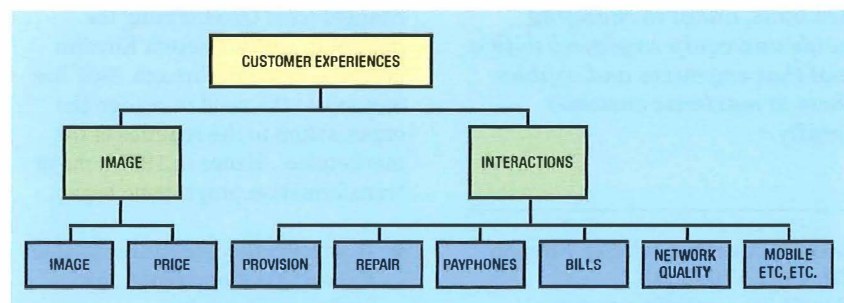 CUSTOMER EXPERIENCES
IMAGE
INTERACTIONS
IMAGE
PRICE
PROVISION
REPAIR
PAYPHONES
BILLS
NETWORK
QUALITY
MOBILE
ETC, ETC.